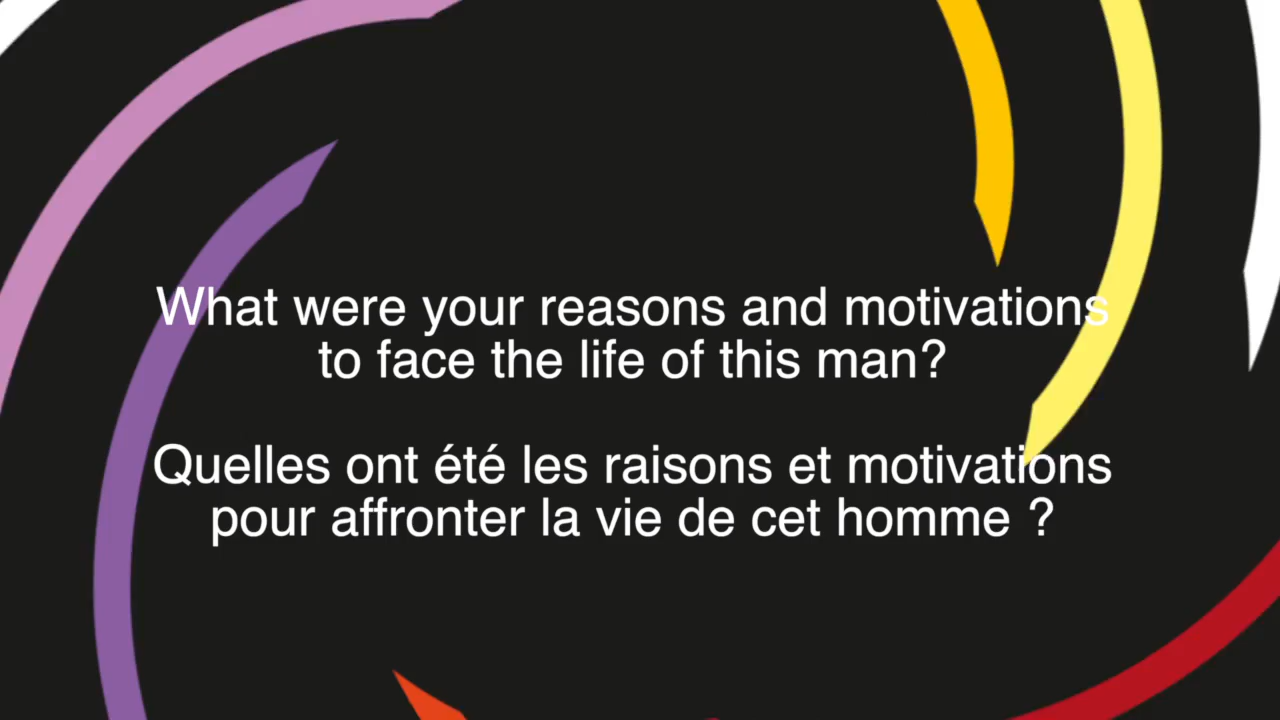 What were your reasons and motivations
to face the life of this man?
Quelles ont été les raisons et motivations
pour affronter la vie de cet homme ?